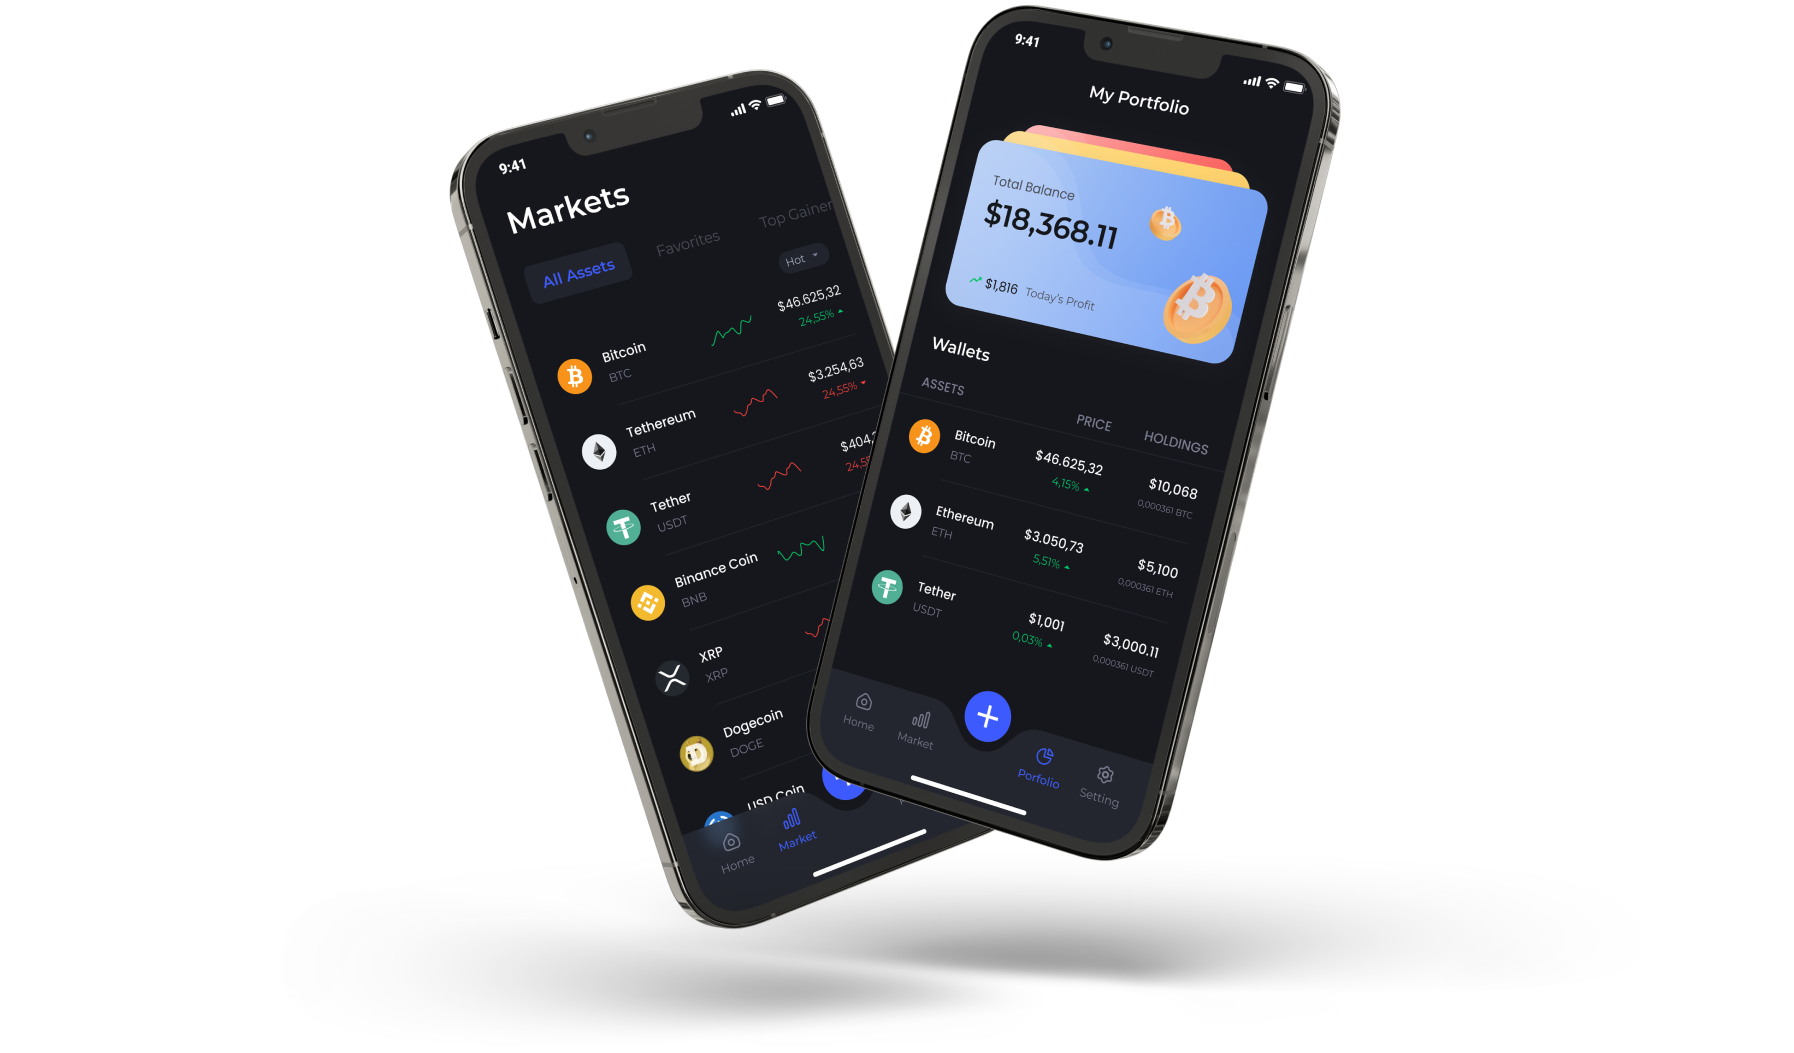 9:41
Markets
All Assets
Favorites
Top Gainer
Hot
Bitcoin
BTC
$46.625,32
24,55%
Tethereum
ETH
$3.254,63
24,55%
Tether
USDT
$404,
24,5
Binance Coin
BNB
XRP
XRP
Dogecoin
DOGE
USD Coin
Home
Market
9:41
My Portfolio
Total Balance
$18,368.11
$1,816 Today's Profit
Wallets
ASSETS
PRICE
HOLDINGS
Bitcoin
BTC
$46.625,32
4,15%
$10,068
0,000361 BTC
Ethereum
ETH
$3.050,73
5,51%
$5,100
0,000361 ETH
Tether
USDT
$1,001
0,03%
$3,000.11
0,000361 USDT
Home
Market
Porfolio
Setting